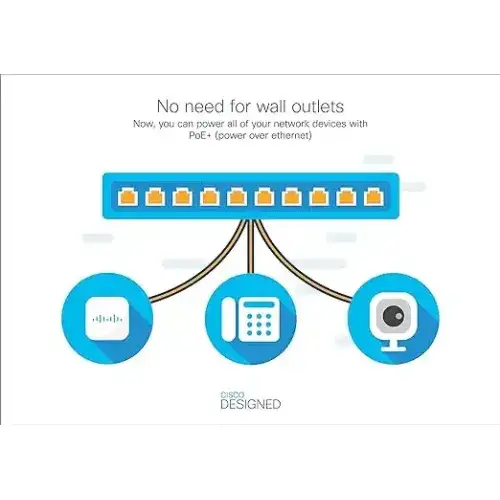 No need for wall outlets
Now, you can power all of your network devices with
PoE+ (power over ethernet)
CISCO
DESIGNED